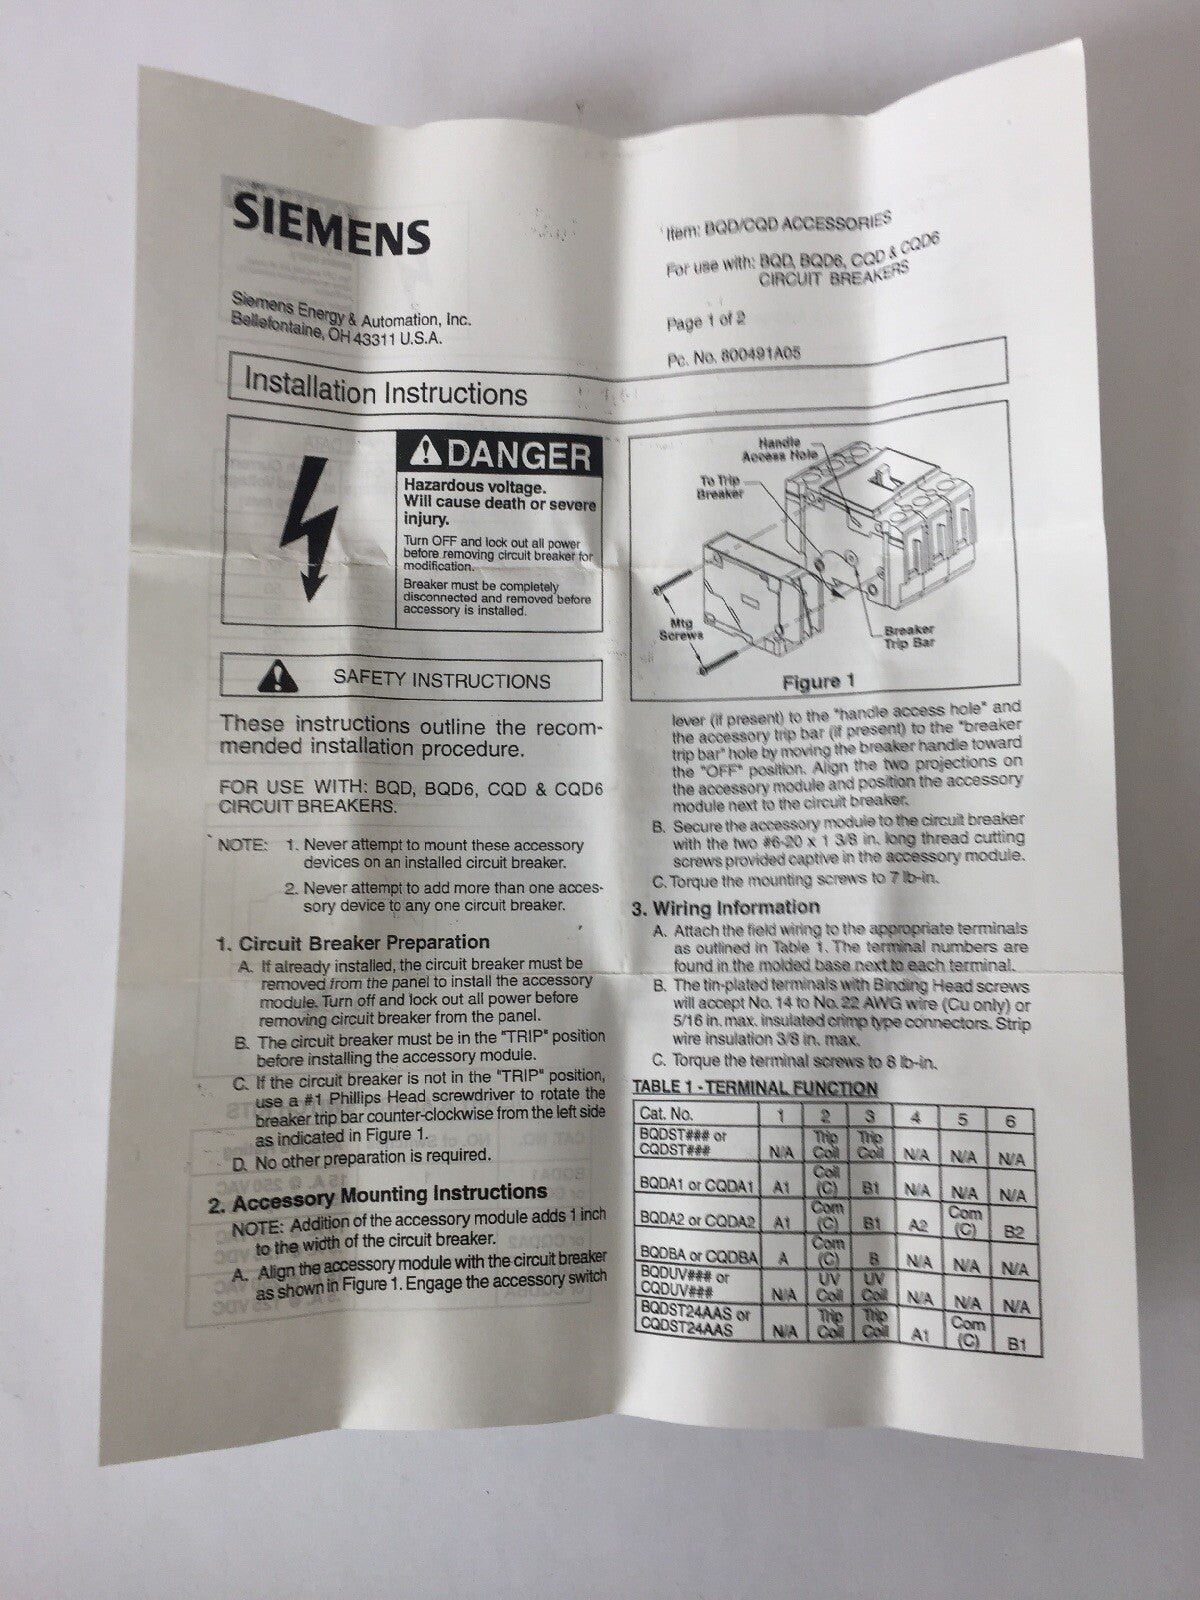 SIEMENS
Siemens Energy & Automation, Inc.
Bellefontaine, OH 43311 U.S.A.
Item: BQD/CQD ACCESSORIES
For use with: BQD, BQD6, CQD & CQD6
CIRCUIT BREAKERS
Page 1 of 2
Pc. No. 800491A05
Installation Instructions
DANGER
Hazardous voltage.
Will cause death or severe
injury.
Turn OFF and lock out all power
before removing circuit breaker for
modification.
Breaker must be completely
disconnected and removed before
accessory is installed.
SAFETY INSTRUCTIONS
These instructions outline the recom-
mended installation procedure.
FOR USE WITH: BQD, BQD6, CQD & CQD6
CIRCUIT BREAKERS.
NOTE: 1. Never attempt to mount these accessory
devices on an installed circuit breaker.
2. Never attempt to add more than one acces-
sory device to any one circuit breaker.
1. Circuit Breaker Preparation
A. If already installed, the circuit breaker must be
removed from the panel to install the accessory
module. Turn off and lock out all power before
removing circuit breaker from the panel.
B. The circuit breaker must be in the "TRIP" position
before installing the accessory module.
C. If the circuit breaker is not in the "TRIP" position,
use a #1 Phillips Head screwdriver to rotate the
breaker trip bar counter-clockwise from the left side
as indicated in Figure 1.
D. No other preparation is required.
2. Accessory Mounting Instructions
NOTE: Addition of the accessory module adds 1 inch
to the width of the circuit breaker.
A. Align the accessory module with the circuit breaker
as shown in Figure 1. Engage the accessory switch
Handle
Access Hole
To Trip
Breaker
Mtg
Screws
Breaker
Trip Bar
Figure 1
lever (if present) to the "handle access hole" and
the accessory trip bar (if present) to the "breaker
trip bar" hole by moving the breaker handle toward
the "OFF" position. Align the two projections on
the accessory module and position the accessory
module next to the circuit breaker.
B. Secure the accessory module to the circuit breaker
with the two #6-20 x 1 3/8 in. long thread cutting
screws provided captive in the accessory module.
C. Torque the mounting screws to 7 lb-in.
3. Wiring Information
A. Attach the field wiring to the appropriate terminals
as outlined in Table 1. The terminal numbers are
found in the molded base next to each terminal.
B. The tin-plated terminals with Binding Head screws
will accept No. 14 to No. 22 AWG wire (Cu only) or
5/16 in. max. insulated crimp type connectors. Strip
wire insulation 3/8 in. max.
C. Torque the terminal screws to 8 lb-in.
TABLE 1 - TERMINAL FUNCTION
Cat. No. 1 2 3 4 5 6
BQDST### or Trip Trip
CQDST### N/A Coil Coil N/A N/A N/A
Coil
BQDA1 or CQDA1 A1 (C) B1 N/A N/A N/A
Com Com
BQDA2 or CQDA2 A1 (C) B1 A2 (C) B2
Com
BQDBA or CQDBA A (C) B N/A N/A N/A
BQDUV### or UV UV
CQDUV### N/A Coil Coil N/A N/A N/A
BQDST24AAS or Trip Trip Com
CQDST24AAS N/A Coil Coil A1 (C) B1